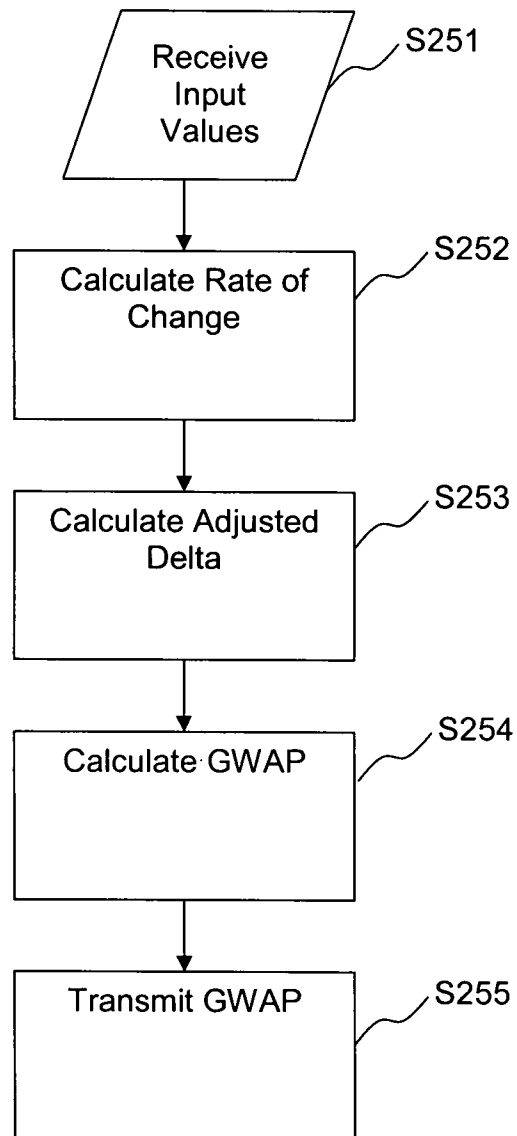 Receive
Input
Values
S251
Calculate Rate of
Change
S252
Calculate Adjusted
Delta
S253
Calculate GWAP
S254
Transmit GWAP
S255